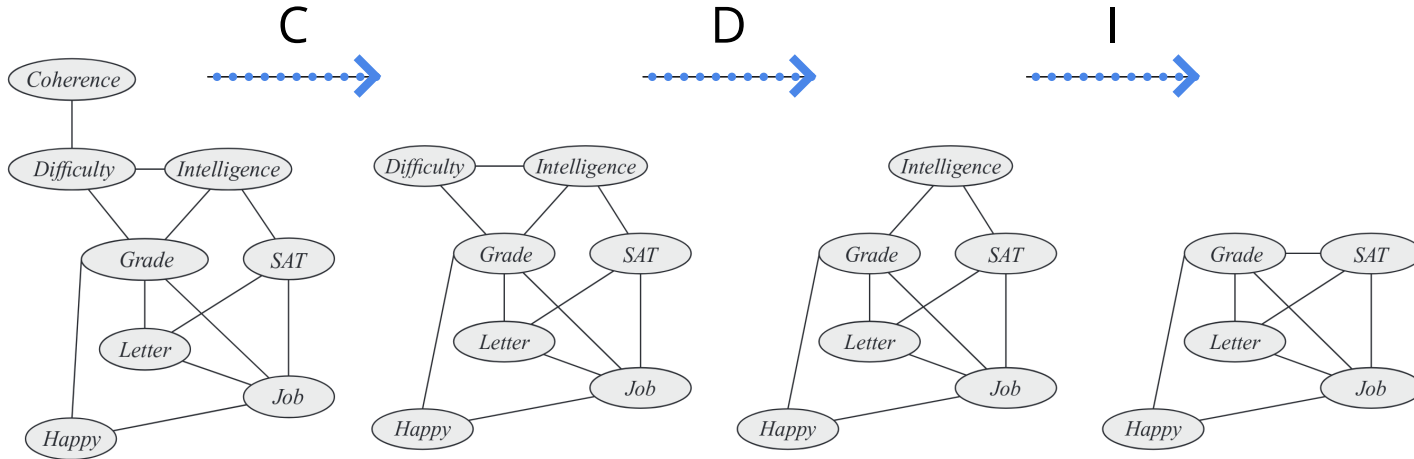 C
D
I
Coherence
Difficulty
Intelligence
Grade
SAT
Letter
Job
Happy
Difficulty
Intelligence
Grade
SAT
Letter
Job
Happy
Intelligence
Grade
SAT
Letter
Job
Happy
Grade
SAT
Letter
Job
Happy